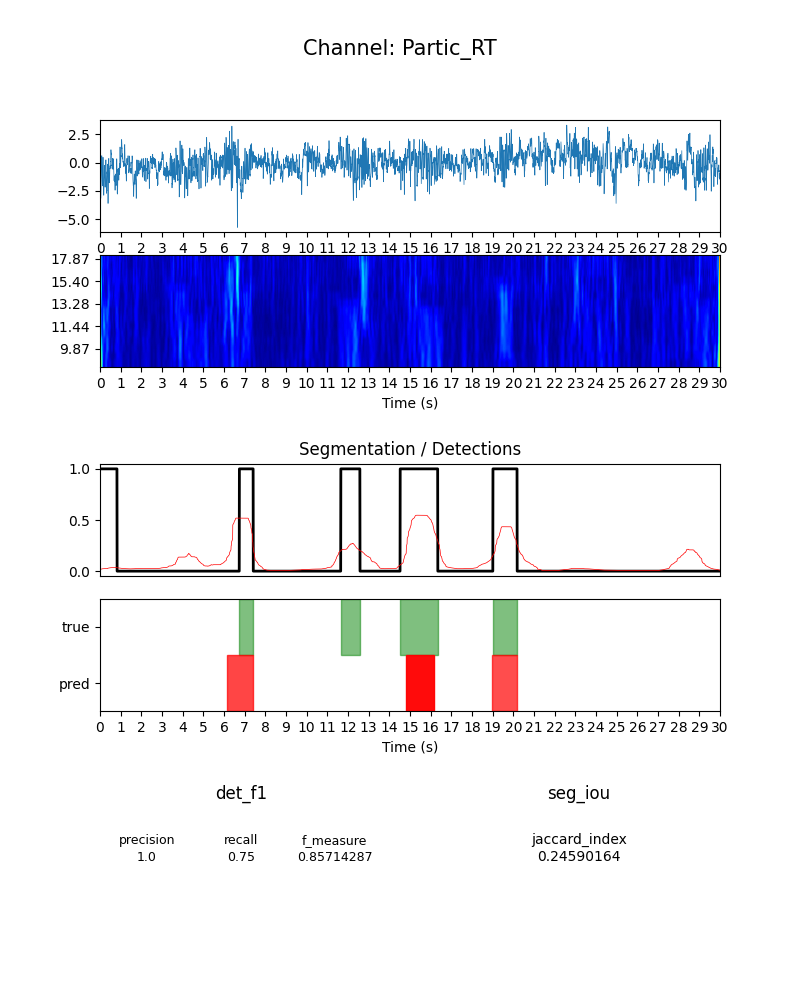 Channel: Partic_RT
2.5
0.0
−2.5
−5.0
0 1 2 3 4 5 6 7 8 9 10 11 12 13 14 15 16 17 18 19 20 21 22 23 24 25 26 27 28 29 30
17.87
15.40
13.28
11.44
9.87
0 1 2 3 4 5 6 7 8 9 10 11 12 13 14 15 16 17 18 19 20 21 22 23 24 25 26 27 28 29 30
Time (s)
Segmentation / Detections
1.0
0.5
0.0
true
pred
0 1 2 3 4 5 6 7 8 9 10 11 12 13 14 15 16 17 18 19 20 21 22 23 24 25 26 27 28 29 30
Time (s)
det_f1 seg_iou
precision recall f_measure jaccard_index
1.0 0.75 0.85714287 0.24590164